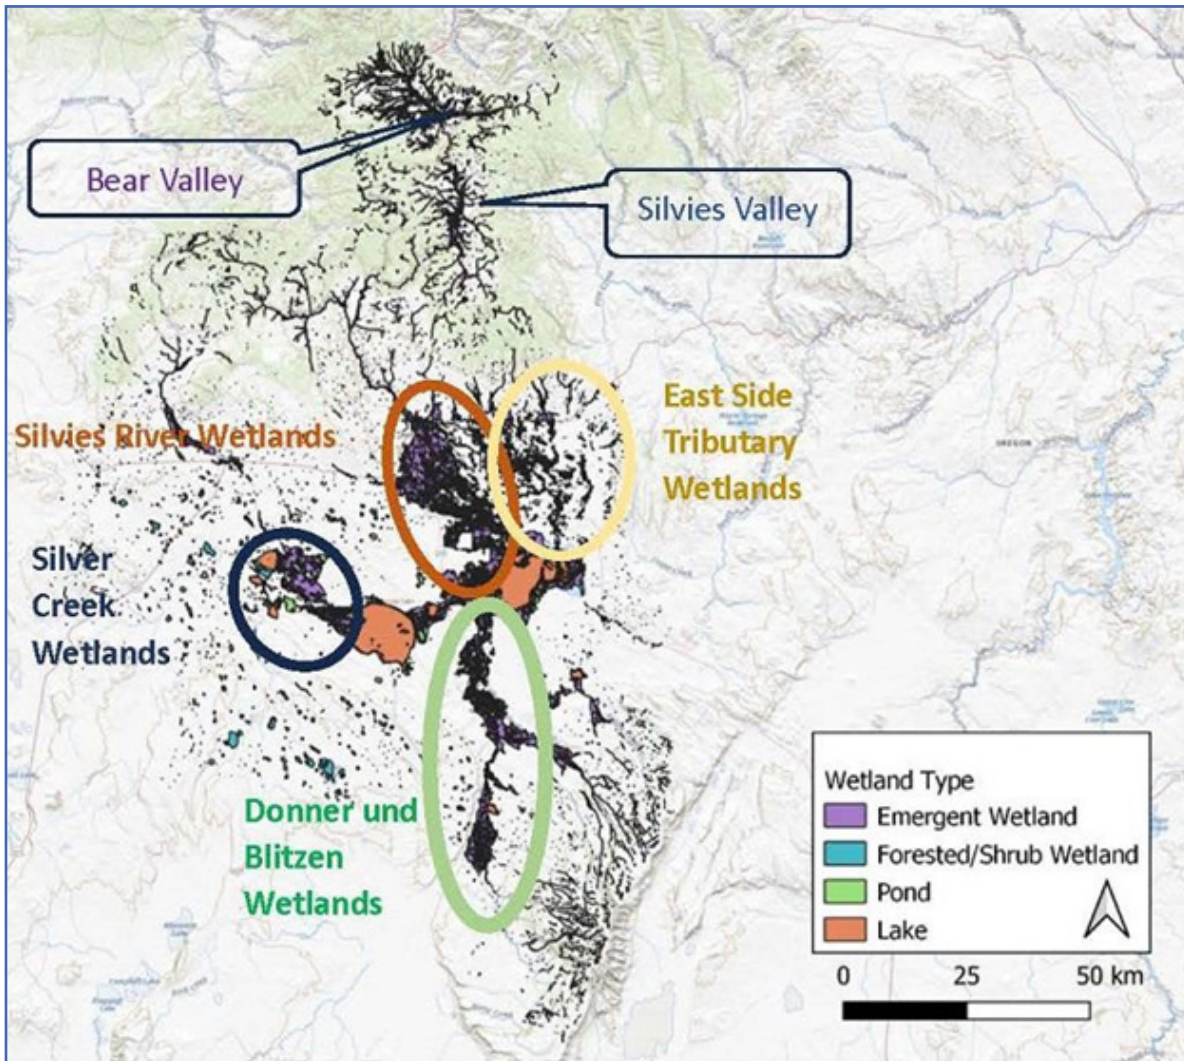 Bear Valley
Silvies Valley
East Side
Tributary
Wetlands
Silvies River Wetlands
OREGON
Silver
Creek
Wetlands
Donner und
Blitzen
Wetlands
Wetland Type
Emergent Wetland
Forested/Shrub Wetland
Pond
Lake
0 25 50 km